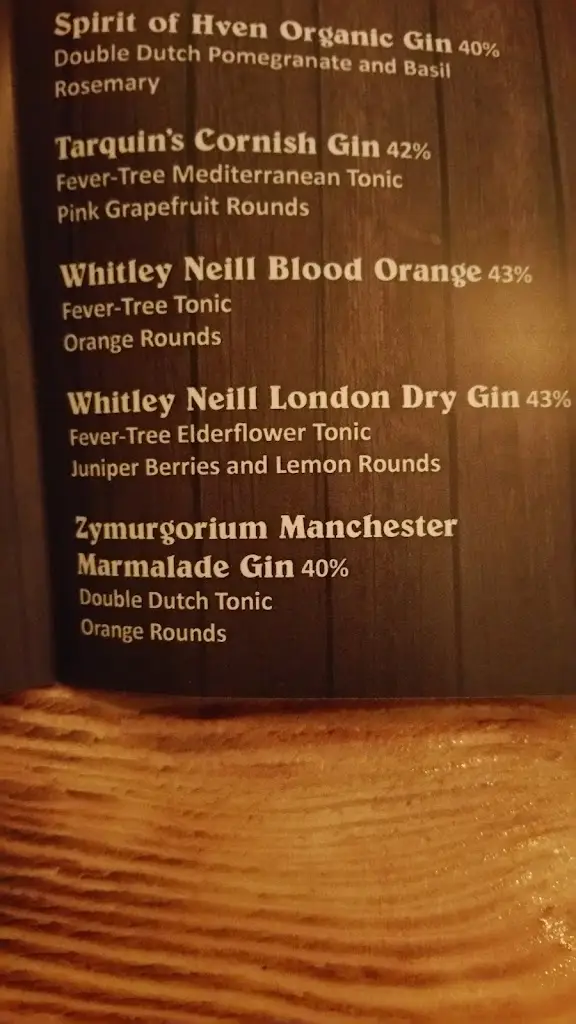 Spirit of Hven Organic Gin 40%
Double Dutch Pomegranate and Basil
Rosemary
Tarquin's Cornish Gin 42%
Fever-Tree Mediterranean Tonic
Pink Grapefruit Rounds
Whitley Neill Blood Orange 43%
Fever-Tree Tonic
Orange Rounds
Whitley Neill London Dry Gin 43%
Fever-Tree Elderflower Tonic
Juniper Berries and Lemon Rounds
Zymurgorium Manchester
Marmalade Gin 40%
Double Dutch Tonic
Orange Rounds